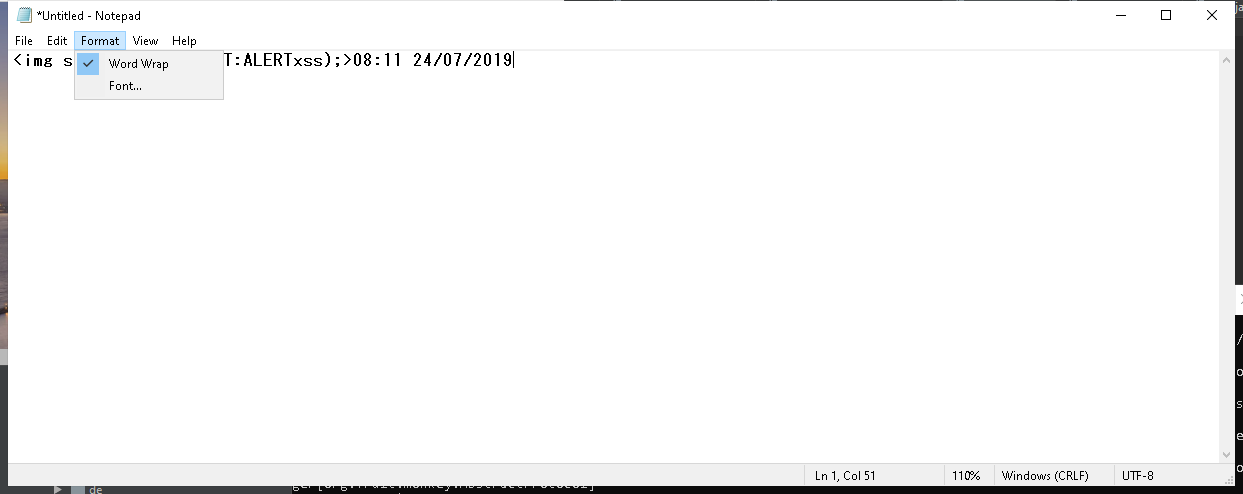 *Untitled - Notepad
File Edit Format View Help
<img s T:ALERTxss);>08:11 24/07/2019
Word Wrap
Font...
Ln 1, Col 51 110% Windows (CRLF) UTF-8
de